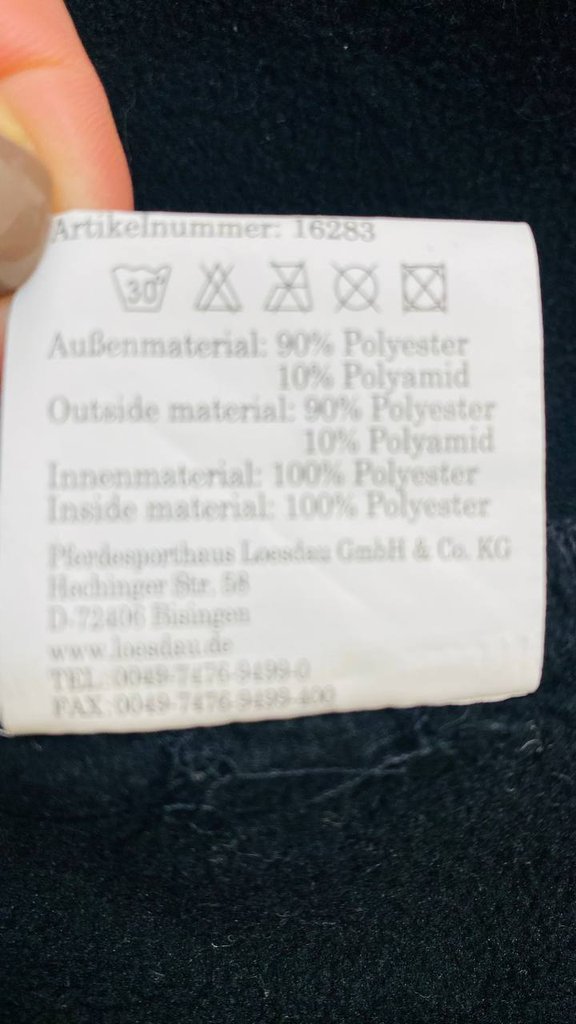 Artikelnummer: 16283
30°
Außenmaterial: 90% Polyester
10% Polyamid
Outside material: 90% Polyester
10% Polyamid
Innenmaterial: 100% Polyester
Inside material: 100% Polyester
Pferdesporthaus Loesdau GmbH & Co. KG
Hechinger Str. 58
D-72406 Bisingen
www.loesdau.de
TEL: 0049-7476-9499-0
FAX: 0049-7476-9499-400